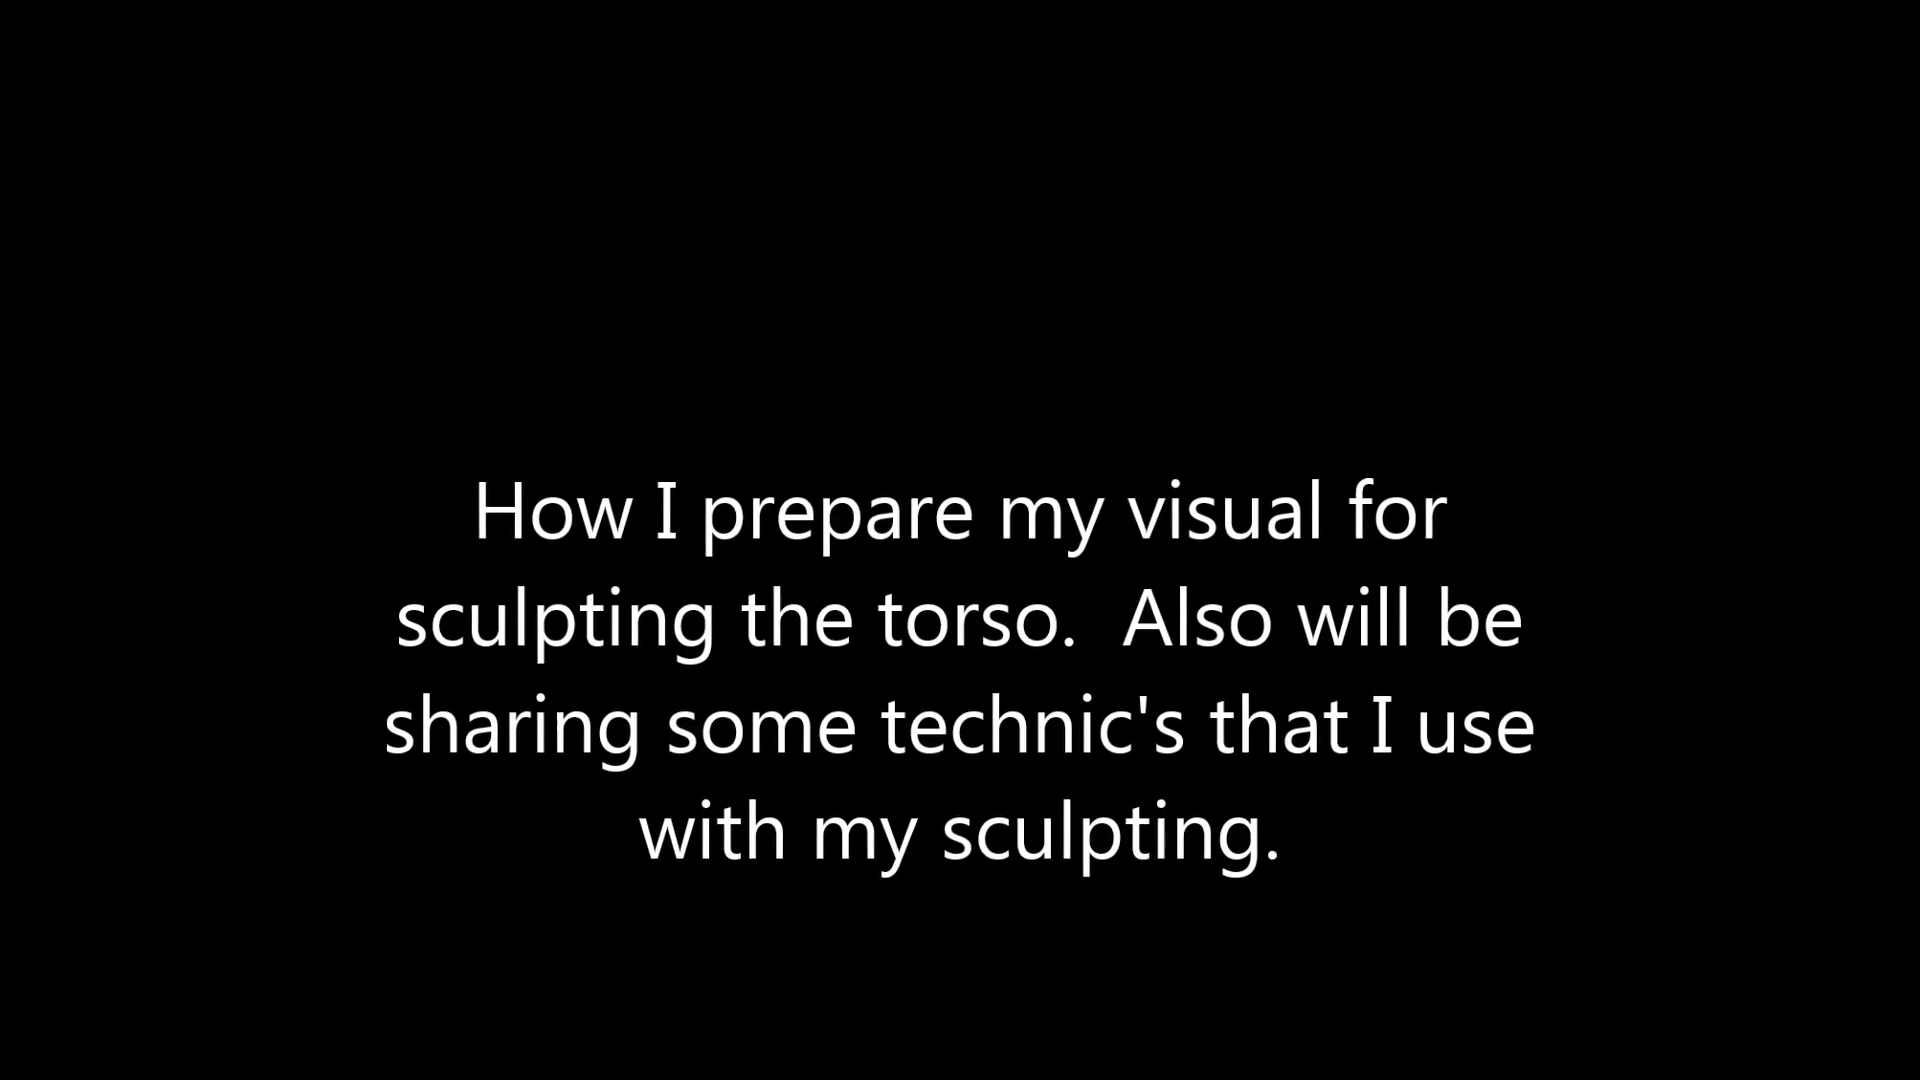 How I prepare my visual for
sculpting the torso.  Also will be
sharing some technic's that I use
with my sculpting.